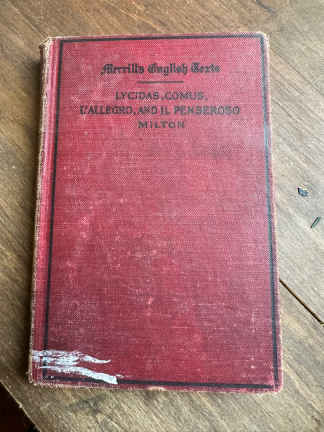 Merrill's English Texts
LYCIDAS, COMUS,
L'ALLEGRO, AND IL PENSEROSO
MILTON